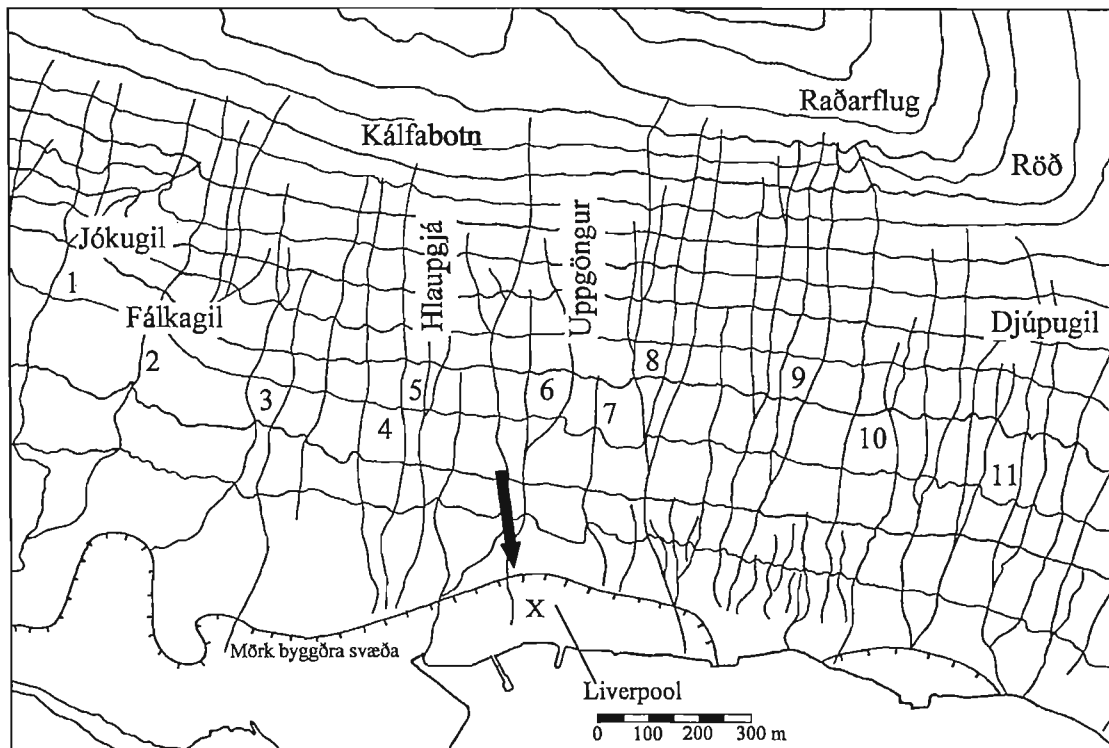 Raðarflug
Kálfabotn
Röð
Jókugil
Hlaupgjá
Uppgöngur
1
Fálkagil
Djúpugil
2
8
9
3
5
6
7
4
10
11
X
Mörk byggðra svæða
Liverpool
0 100 200 300 m